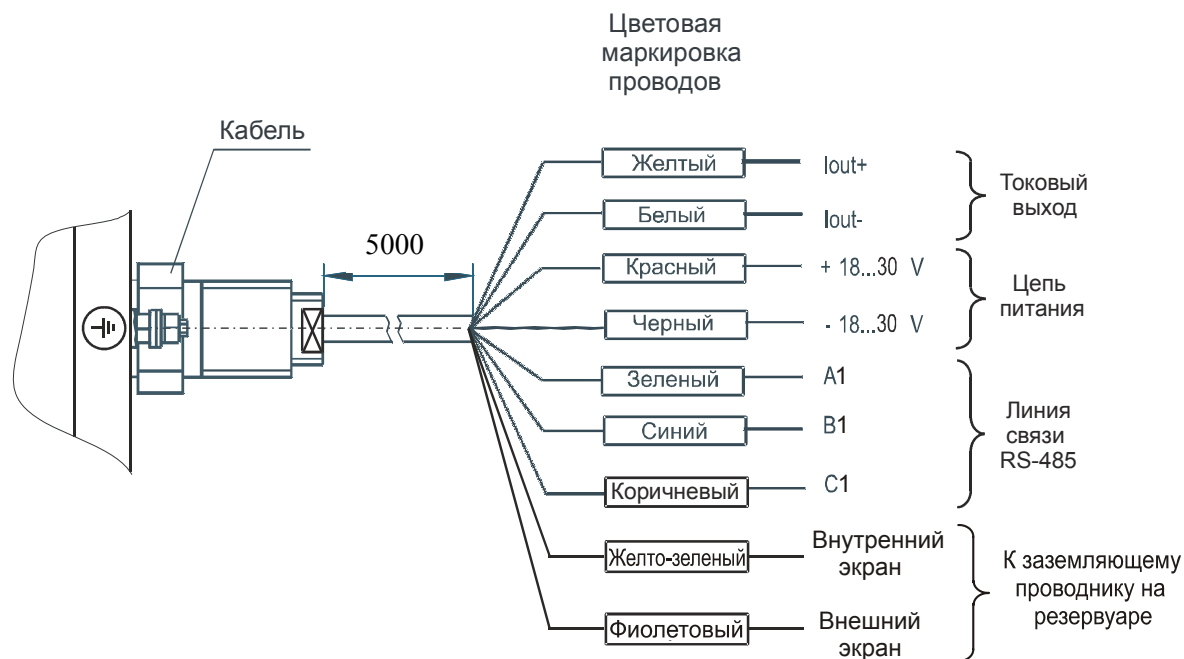 Цветовая
маркировка
проводов
Кабель
5000
Желтый
Iout+
Белый
Iout-
Токовый
выход
Красный
+ 18...30 V
Черный
- 18...30 V
Цепь
питания
Зеленый
A1
Синий
B1
Коричневый
C1
Линия
связи
RS-485
Желто-зеленый
Внутренний
экран
Фиолетовый
Внешний
экран
К заземляющему
проводнику на
резервуаре